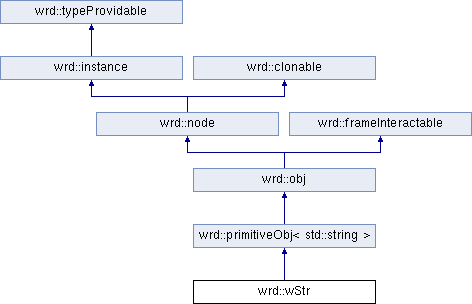 wrd::typeProvidable
wrd::instance
wrd::clonable
wrd::node
wrd::frameInteractable
wrd::obj
wrd::primitiveObj< std::string >
wrd::wStr